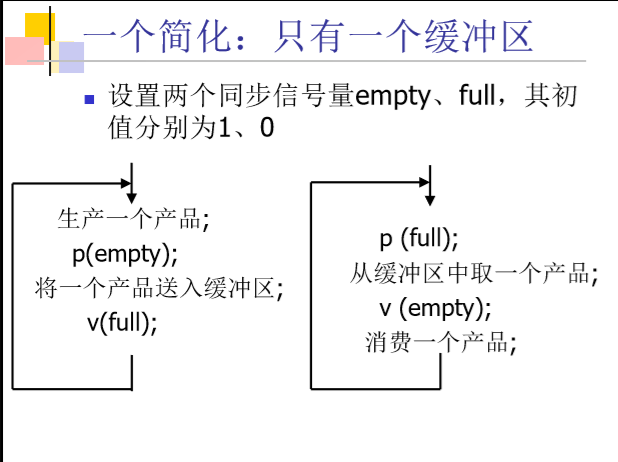 一个简化：只有一个缓冲区
设置两个同步信号量empty、full，其初
值分别为1、0
生产一个产品;
p(empty);
将一个产品送入缓冲区;
v(full);
p (full);
从缓冲区中取一个产品;
v (empty);
消费一个产品;